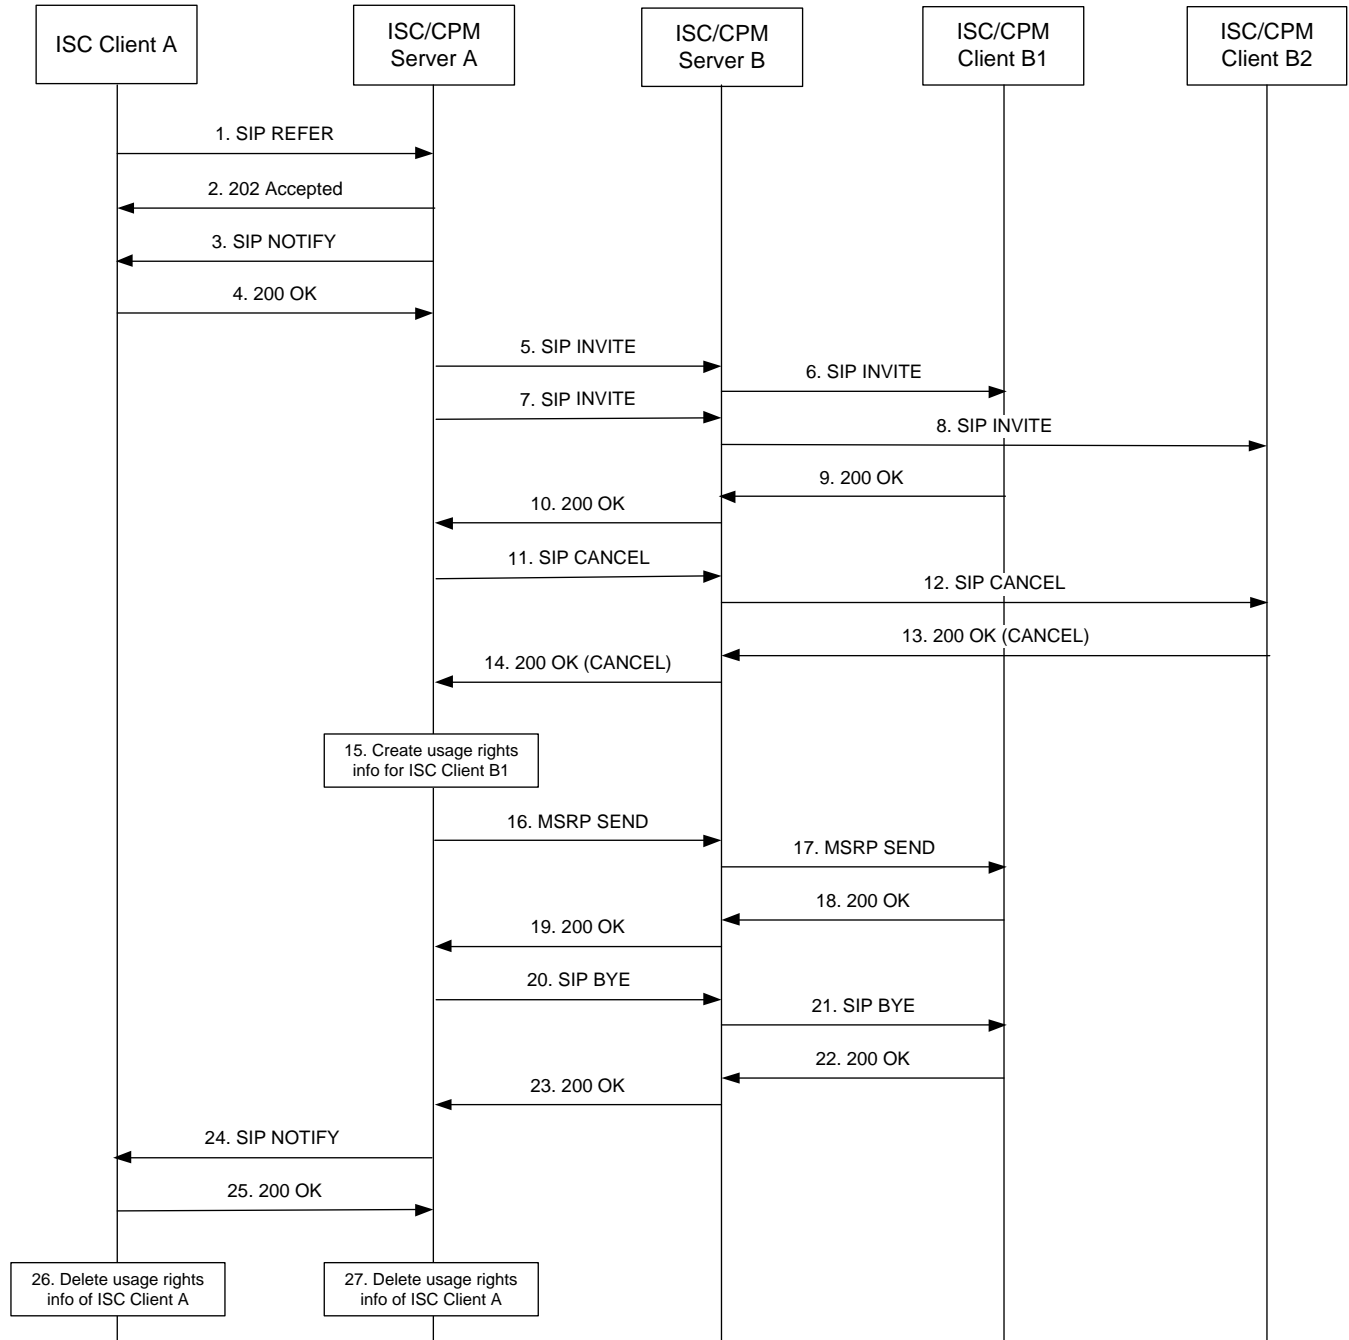 ISC Client A
ISC/CPM
Server A
ISC/CPM
Server B
ISC/CPM
Client B1
ISC/CPM
Client B2
1. SIP REFER
2. 202 Accepted
3. SIP NOTIFY
4. 200 OK
5. SIP INVITE
6. SIP INVITE
7. SIP INVITE
8. SIP INVITE
9. 200 OK
10. 200 OK
11. SIP CANCEL
12. SIP CANCEL
13. 200 OK (CANCEL)
14. 200 OK (CANCEL)
15. Create usage rights
info for ISC Client B1
16. MSRP SEND
17. MSRP SEND
18. 200 OK
19. 200 OK
20. SIP BYE
21. SIP BYE
22. 200 OK
23. 200 OK
24. SIP NOTIFY
25. 200 OK
26. Delete usage rights
info of ISC Client A
27. Delete usage rights
info of ISC Client A